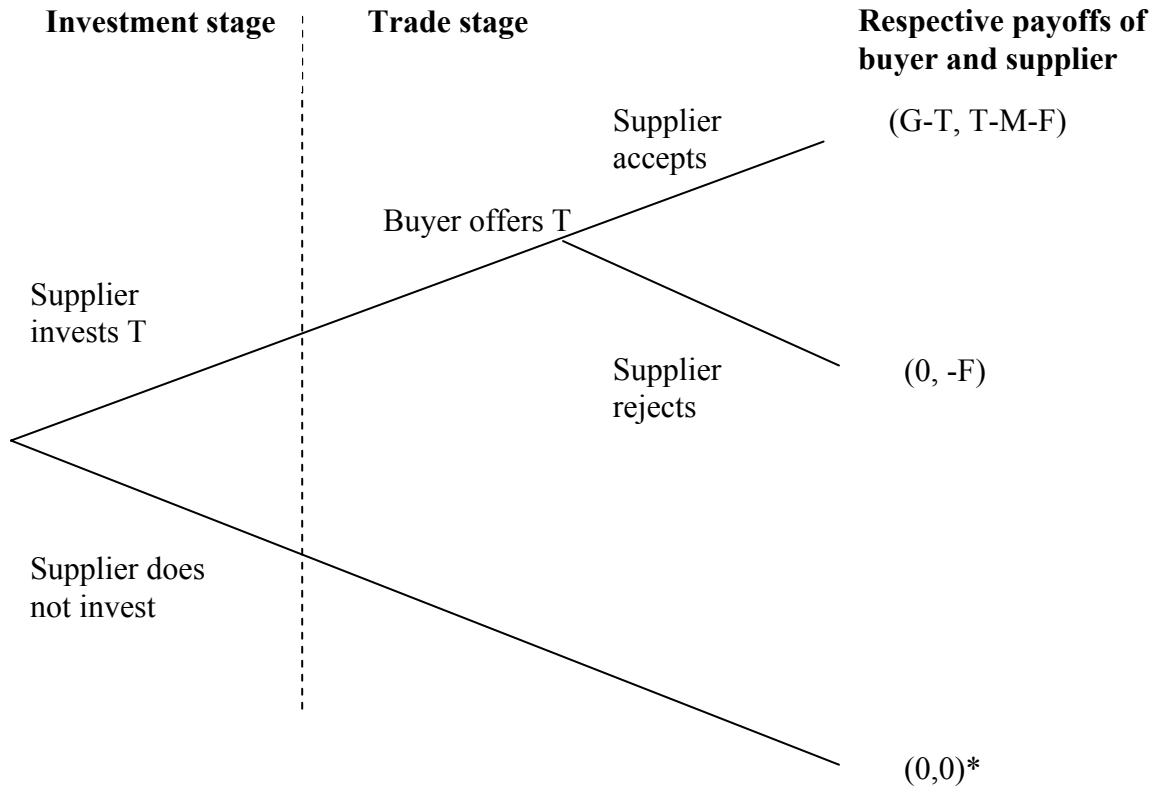 Investment stage
Trade stage
Respective payoffs of
buyer and supplier
Supplier
accepts
(G-T, T-M-F)
Buyer offers T
Supplier
invests T
Supplier
rejects
(0, -F)
Supplier does
not invest
(0,0)*